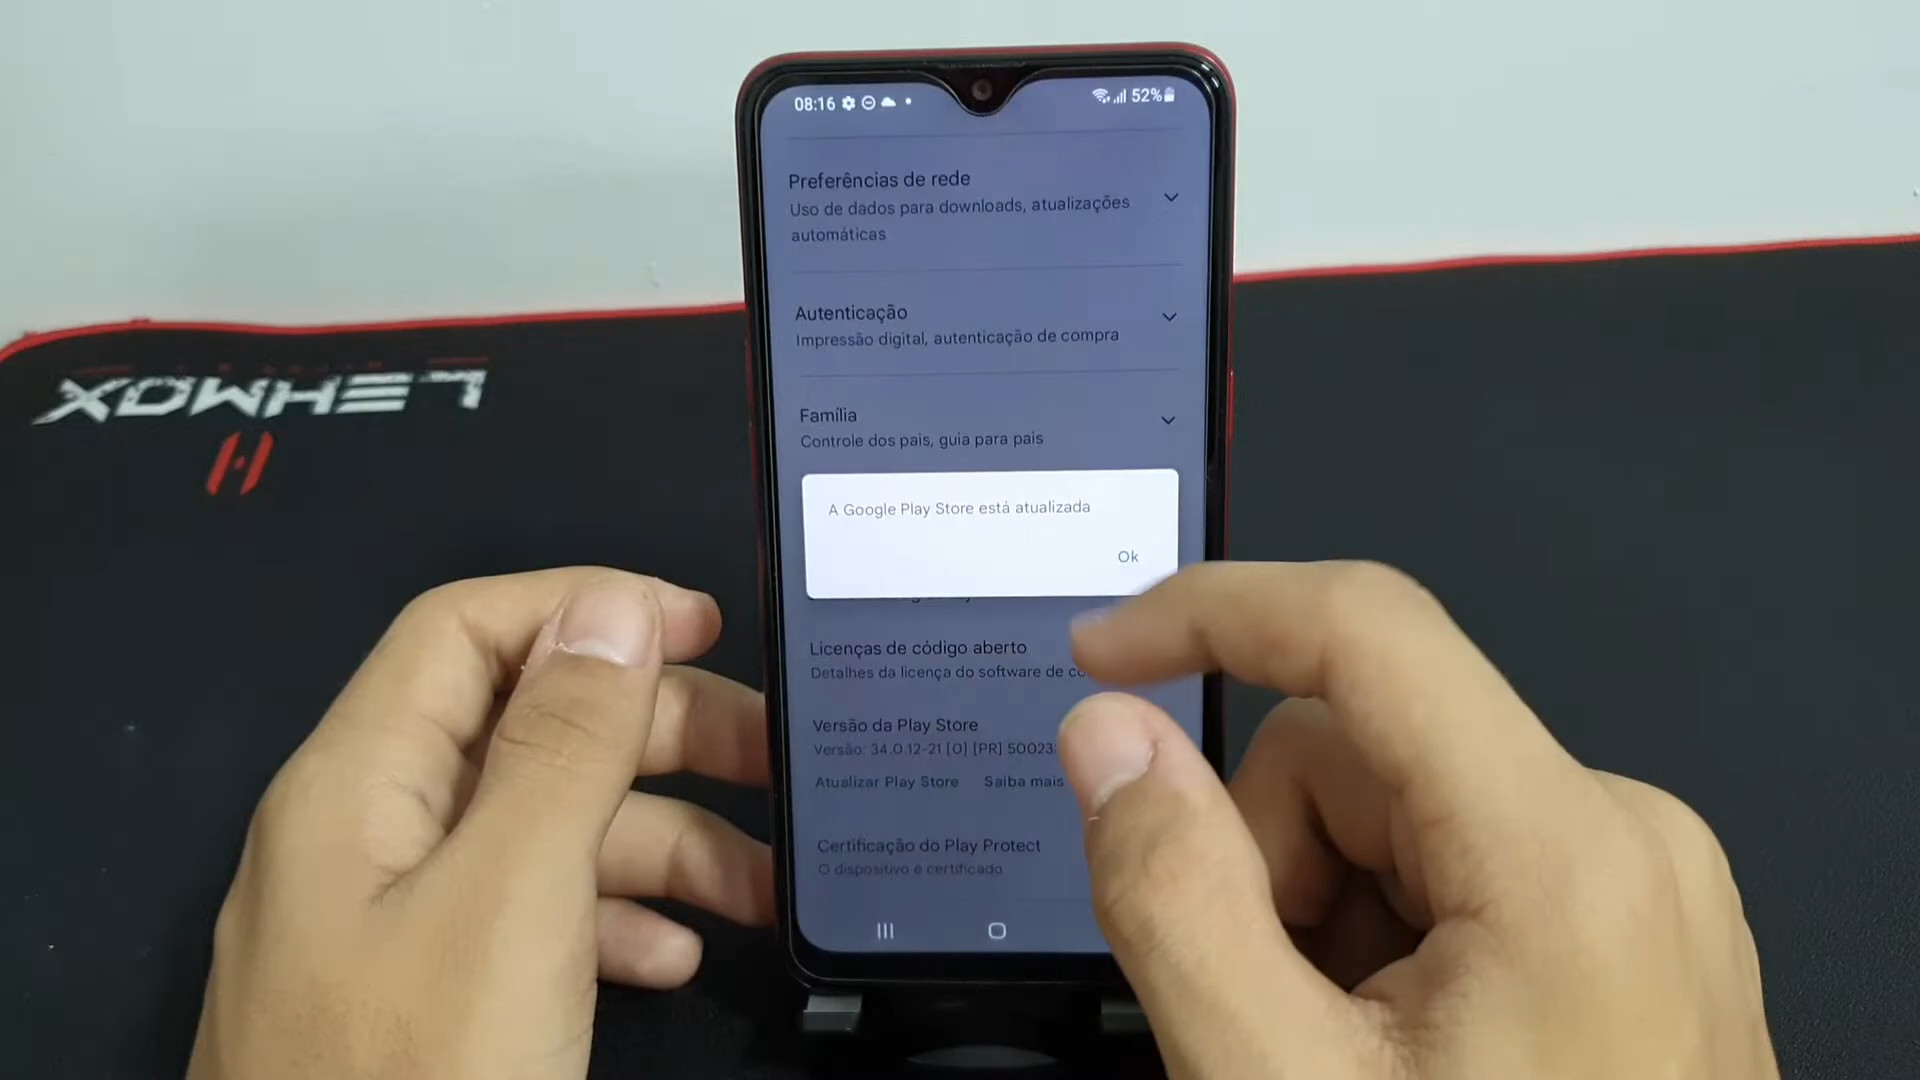 08:16
52%
Preferências de rede
Uso de dados para downloads, atualizações
automáticas
Autenticação
Impressão digital, autenticação de compra
Família
Controle dos pais, guia para pais
A Google Play Store está atualizada
Ok
Licenças de código aberto
Detalhes da licença do software de
Versão da Play Store
Versão: 34.0.12-21 [0] [PR] 50023
Atualizar Play Store Saiba mais
Certificação do Play Protect
O dispositivo é certificado
LEHMOX